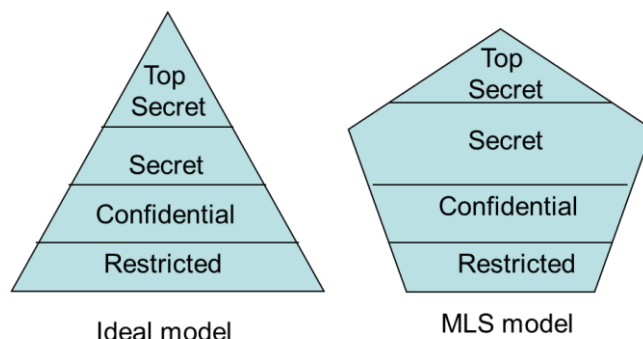 Top
Secret
Secret
Confidential
Restricted
Ideal model
Top
Secret
Secret
Confidential
Restricted
MLS model